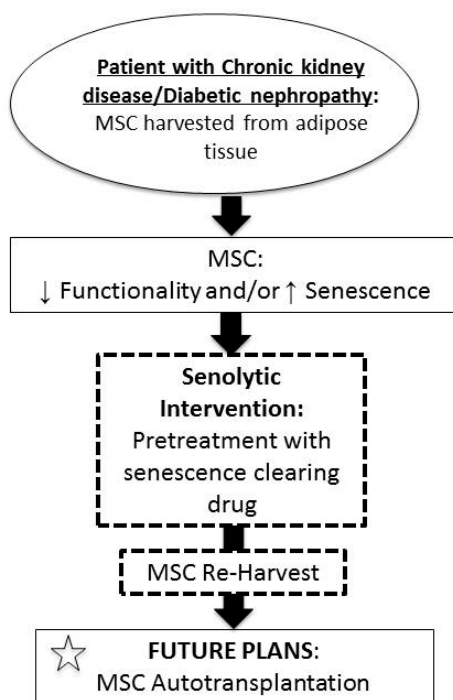 Patient with Chronic kidney
disease/Diabetic nephropathy:
MSC harvested from adipose
tissue
MSC:
↓ Functionality and/or ↑ Senescence
Senolytic
Intervention:
Pretreatment with
senescence clearing
drug
MSC Re-Harvest
FUTURE PLANS:
MSC Autotransplantation